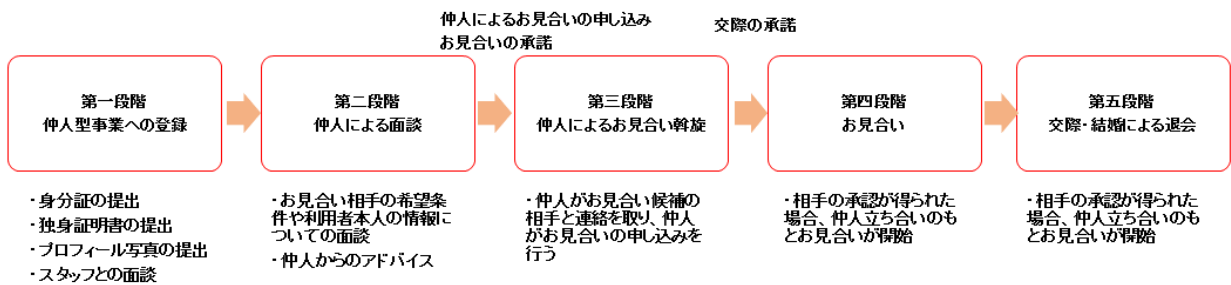 仲人によるお見合いの申し込み
お見合いの承諾
交際の承諾
第一段階
仲人型事業への登録
第二段階
仲人による面談
第三段階
仲人によるお見合い斡旋
第四段階
お見合い
第五段階
交際・結婚による退会
・身分証の提出
・独身証明書の提出
・プロフィール写真の提出
・スタッフとの面談
・お見合い相手の希望条
件や利用者本人の情報に
ついての面談
・仲人からのアドバイス
・仲人がお見合い候補の
相手と連絡を取り、仲人
がお見合いの申し込みを
行う
・相手の承認が得られた
場合、仲人立ち合いのも
とお見合いが開始
・相手の承認が得られた
場合、仲人立ち合いのも
とお見合いが開始